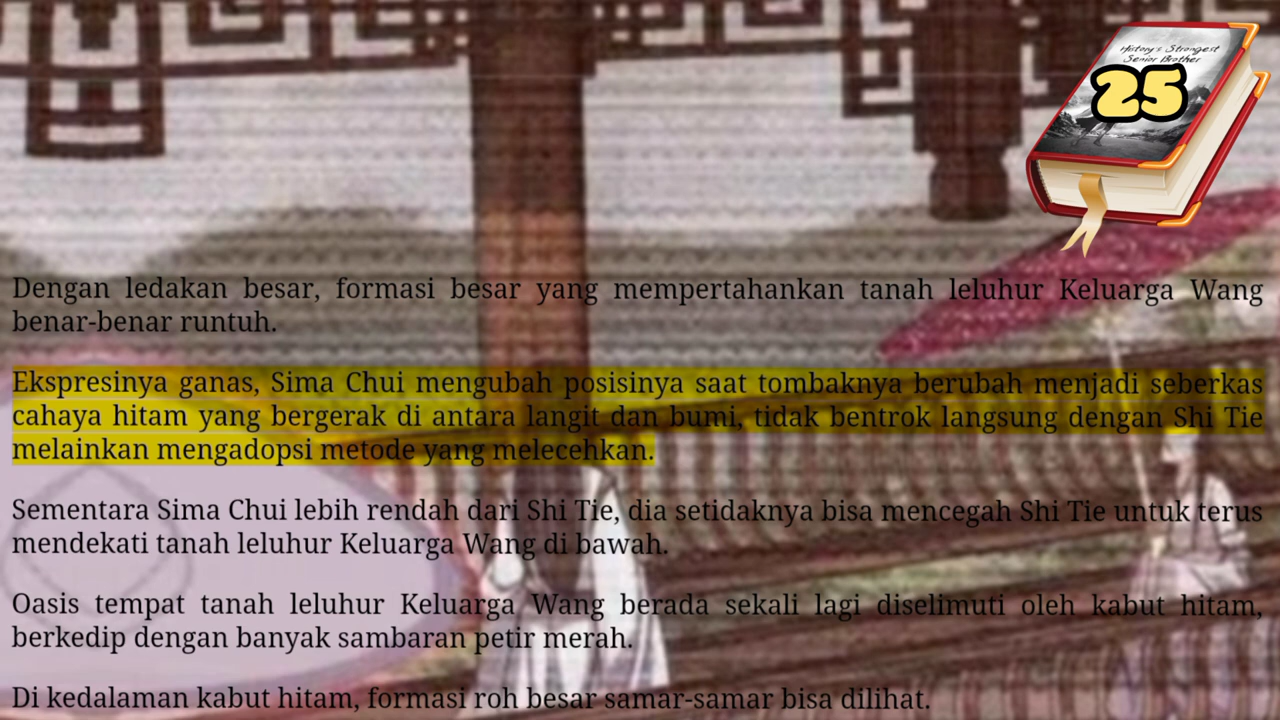 History's Strongest
Senior Brother
25
Dengan ledakan besar, formasi besar yang mempertahankan tanah leluhur Keluarga Wang
benar-benar runtuh.
Ekspresinya ganas, Sima Chui mengubah posisinya saat tombaknya berubah menjadi seberkas
cahaya hitam yang bergerak di antara langit dan bumi, tidak bentrok langsung dengan Shi Tie
melainkan mengadopsi metode yang melecehkan.
Sementara Sima Chui lebih rendah dari Shi Tie, dia setidaknya bisa mencegah Shi Tie untuk terus
mendekati tanah leluhur Keluarga Wang di bawah.
Oasis tempat tanah leluhur Keluarga Wang berada sekali lagi diselimuti oleh kabut hitam,
berkedip dengan banyak sambaran petir merah.
Di kedalaman kabut hitam, formasi roh besar samar-samar bisa dilihat.